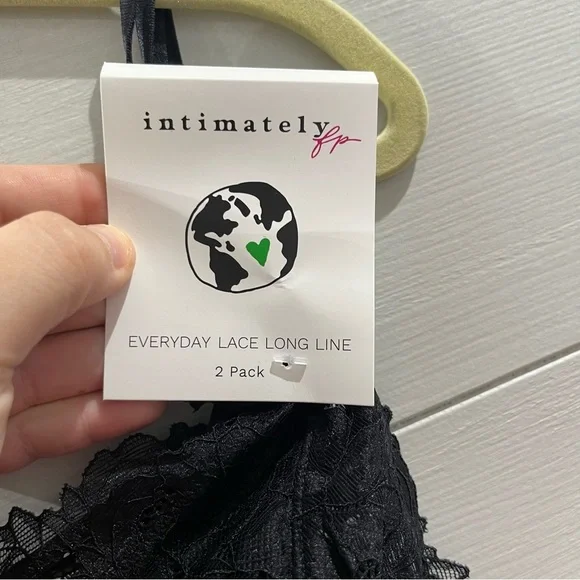 intimately fp
EVERYDAY LACE LONG LINE
2 Pack